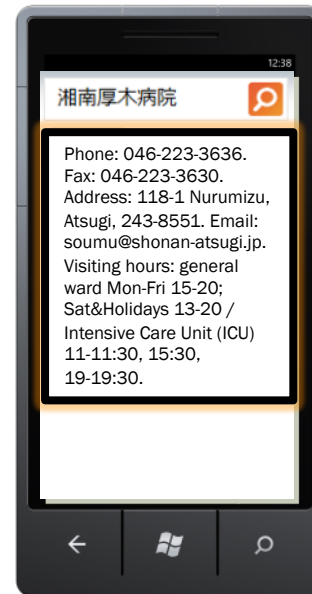 12:38
湘南厚木病院
Phone: 046-223-3636.
Fax: 046-223-3630.
Address: 118-1 Nurumizu,
Atsugi, 243-8551. Email:
soumu@shonan-atsugi.jp.
Visiting hours: general
ward Mon-Fri 15-20;
Sat&Holidays 13-20 /
Intensive Care Unit (ICU)
11-11:30, 15:30,
19-19:30.